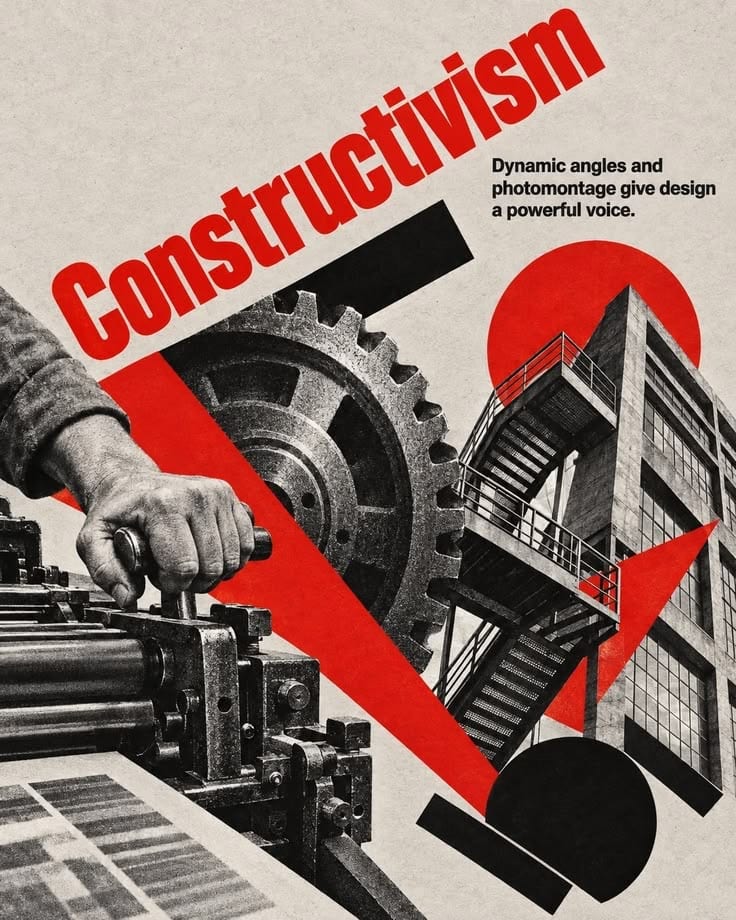 Constructivism
Dynamic angles and
photomontage give design
a powerful voice.